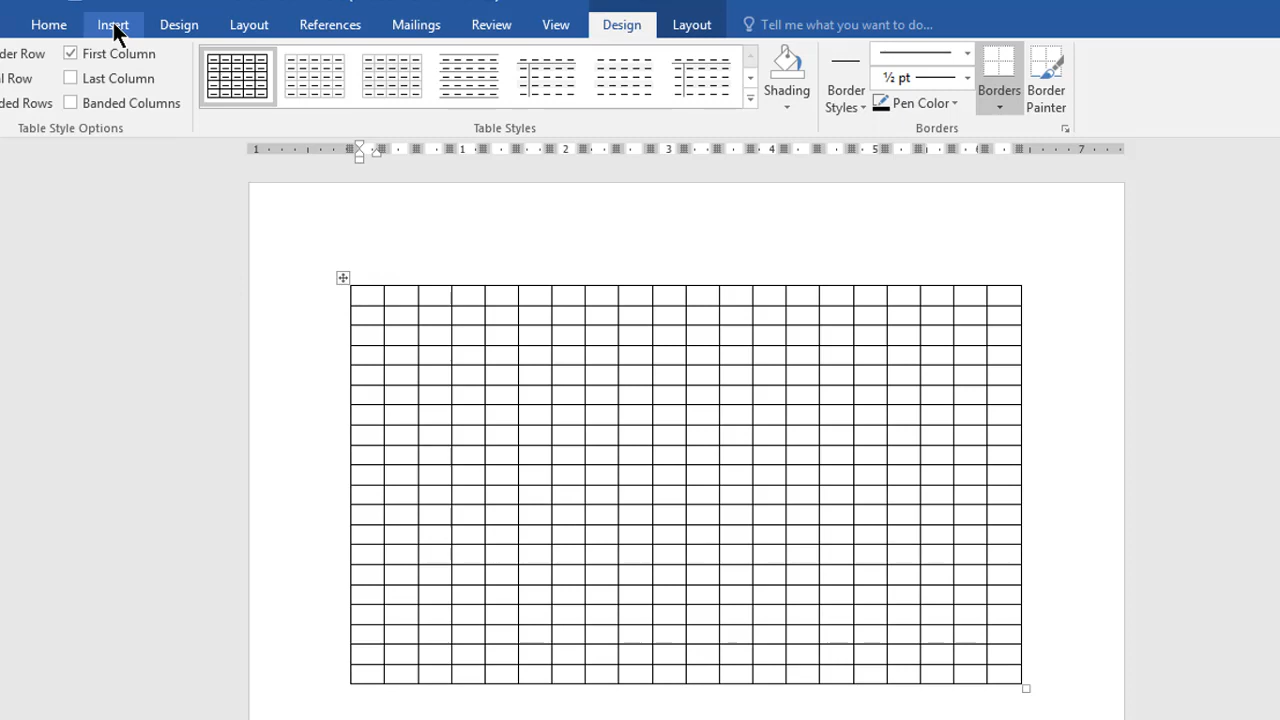 Home Insert Design Layout References Mailings Review View Design Layout Tell me what you want to do...
der Row First Column
l Row Last Column
ded Rows Banded Columns
Table Style Options
Table Styles
Shading
Border Styles
½ pt
Pen Color
Borders
Border Painter
Borders
1 1 2 3 4 5 7